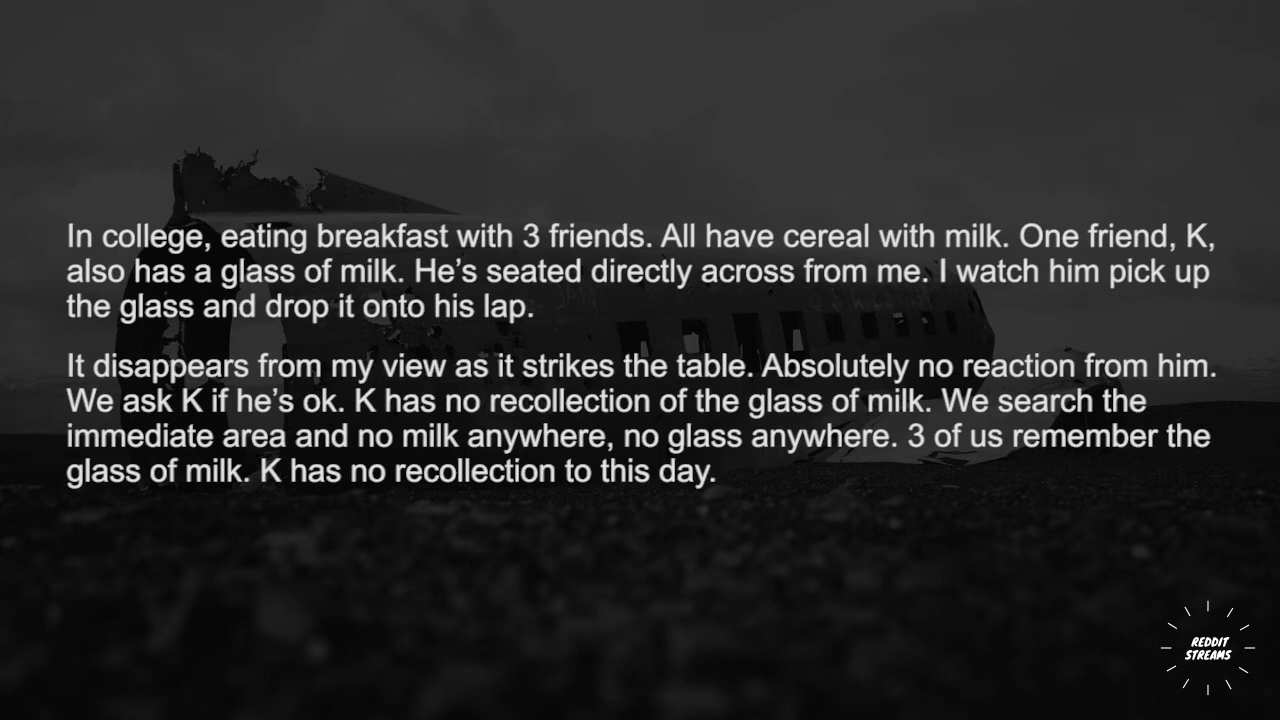 In college, eating breakfast with 3 friends. All have cereal with milk. One friend, K,
also has a glass of milk. He’s seated directly across from me. I watch him pick up
the glass and drop it onto his lap.
It disappears from my view as it strikes the table. Absolutely no reaction from him.
We ask K if he’s ok. K has no recollection of the glass of milk. We search the
immediate area and no milk anywhere, no glass anywhere. 3 of us remember the
glass of milk. K has no recollection to this day.
REDDIT
STREAMS